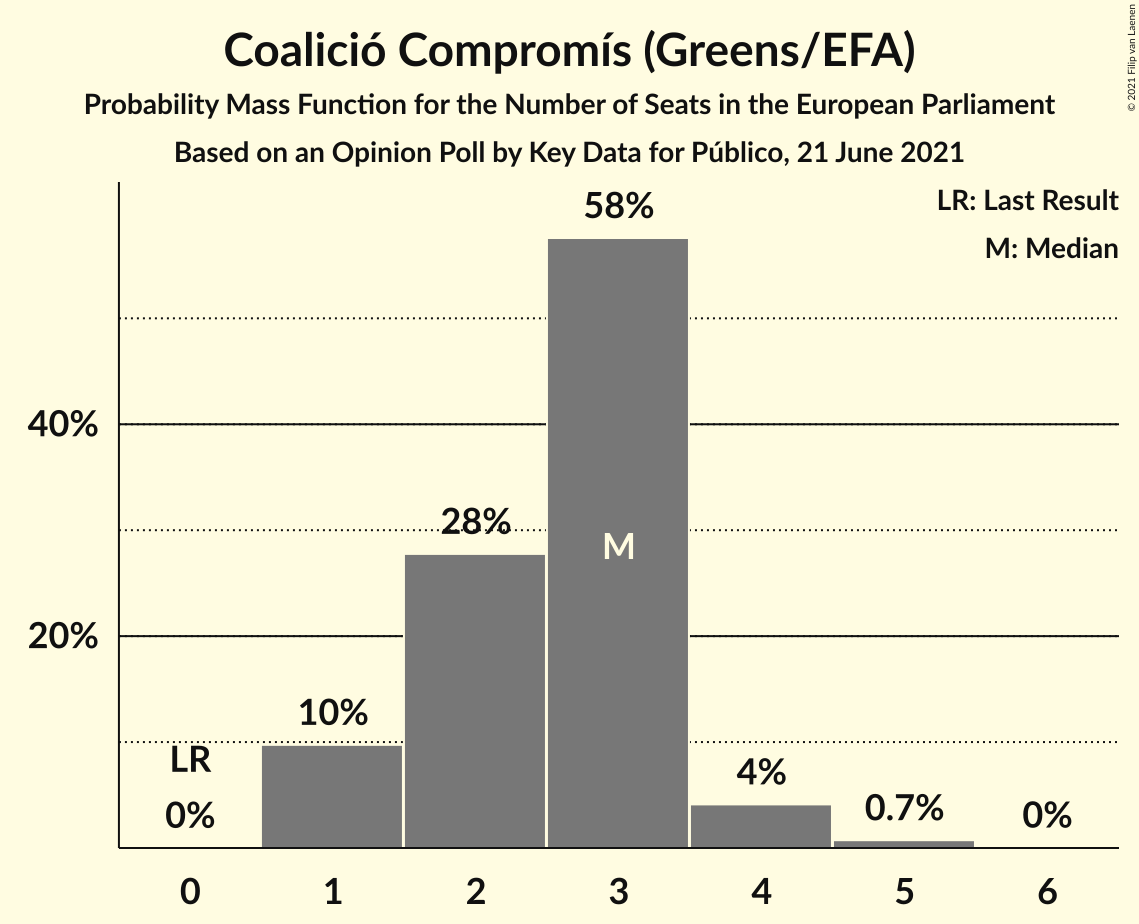 Coalició Compromís (Greens/EFA)
Probability Mass Function for the Number of Seats in the European Parliament
Based on an Opinion Poll by Key Data for Público, 21 June 2021
© 2021 Filip van Laenen
LR: Last Result
M: Median
58%
40%
28%
M
20%
10%
LR
4%
0.7%
0%
0%
0 1 2 3 4 5 6